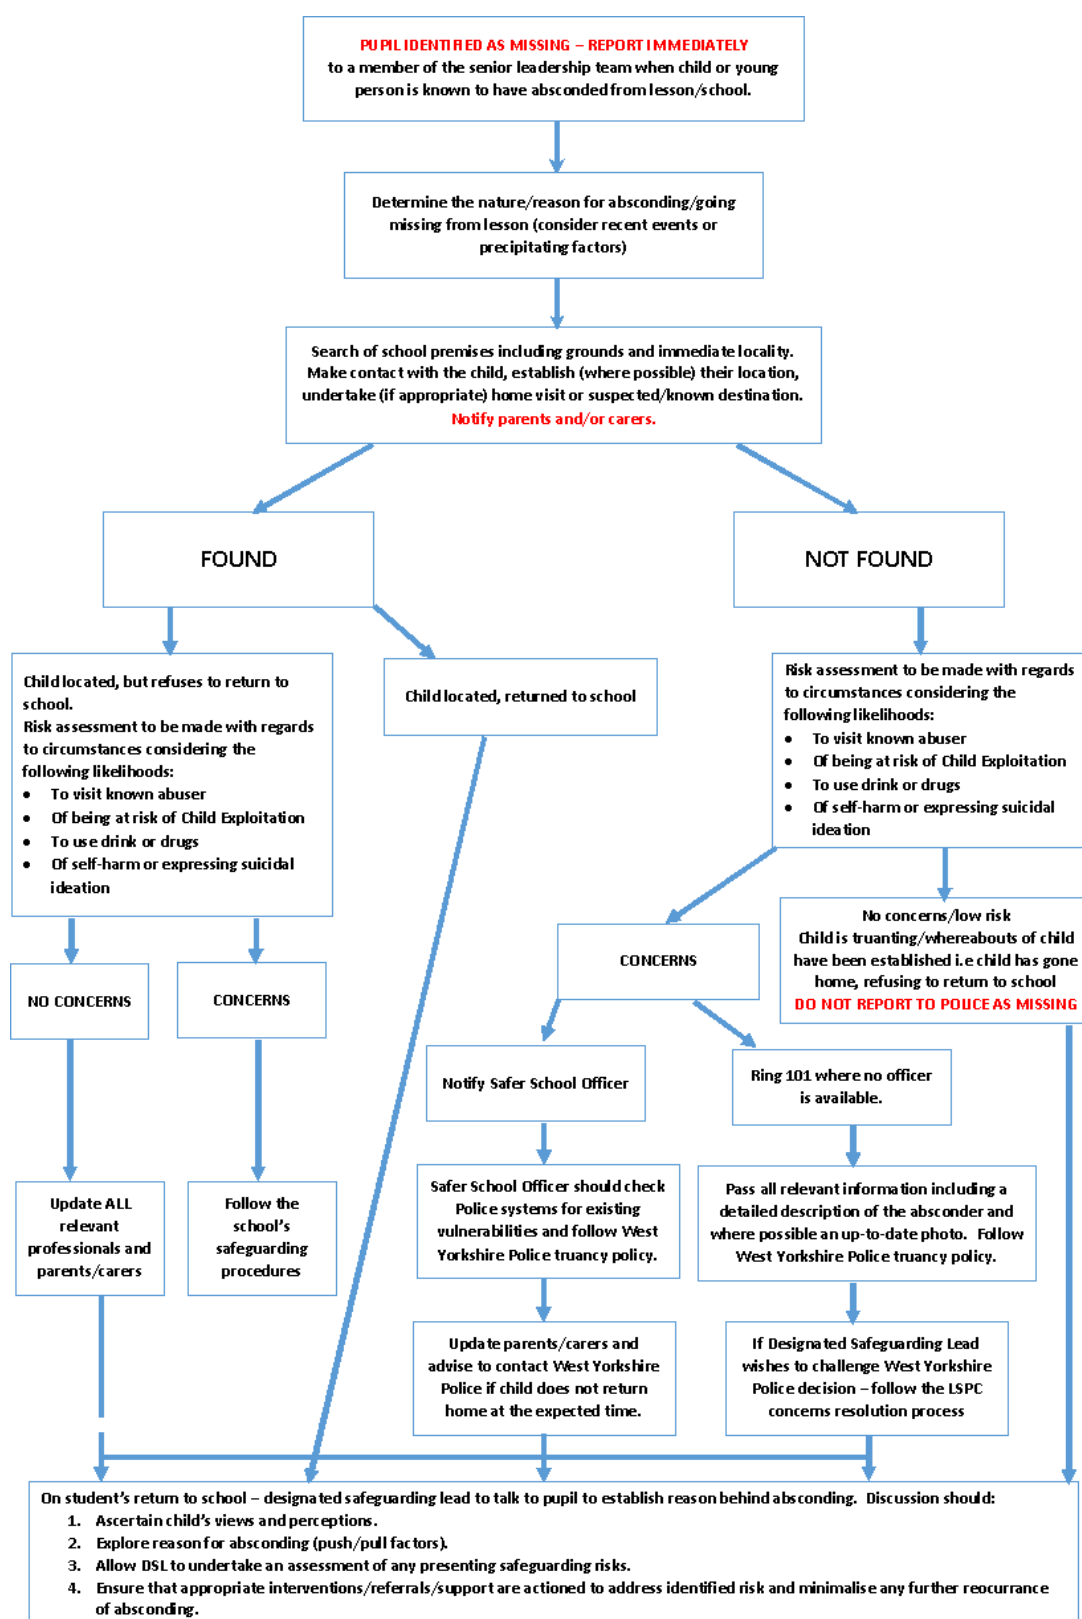 PUPIL IDENTIFIED AS MISSING – REPORT IMMEDIATELY
to a member of the senior leadership team when child or young
person is known to have absconded from lesson/school.
Determine the nature/reason for absconding/going
missing from lesson (consider recent events or
precipitating factors)
Search of school premises including grounds and immediate locality.
Make contact with the child, establish (where possible) their location,
undertake (if appropriate) home visit or suspected/known destination.
Notify parents and/or carers.
FOUND
NOT FOUND
Child located, but refuses to return to
school.
Risk assessment to be made with regards
to circumstances considering the
following likelihoods:
• To visit known abuser
• Of being at risk of Child Exploitation
• To use drink or drugs
• Of self-harm or expressing suicidal
ideation
Child located, returned to school
Risk assessment to be made with regards
to circumstances considering the
following likelihoods:
• To visit known abuser
• Of being at risk of Child Exploitation
• To use drink or drugs
• Of self-harm or expressing suicidal
ideation
NO CONCERNS
CONCERNS
CONCERNS
No concerns/low risk
Child is truanting/whereabouts of child
have been established i.e child has gone
home, refusing to return to school
DO NOT REPORT TO POLICE AS MISSING
Notify Safer School Officer
Ring 101 where no officer
is available.
Update ALL
relevant
professionals and
parents/carers
Follow the
school's
safeguarding
procedures
Safer School Officer should check
Police systems for existing
vulnerabilities and follow West
Yorkshire Police truancy policy.
Pass all relevant information including a
detailed description of the absconder and
where possible an up-to-date photo. Follow
West Yorkshire Police truancy policy.
Update parents/carers and
advise to contact West Yorkshire
Police if child does not return
home at the expected time.
If Designated Safeguarding Lead
wishes to challenge West Yorkshire
Police decision – follow the LSPC
concerns resolution process
On student's return to school – designated safeguarding lead to talk to pupil to establish reason behind absconding. Discussion should:
1. Ascertain child's views and perceptions.
2. Explore reason for absconding (push/pull factors).
3. Allow DSL to undertake an assessment of any presenting safeguarding risks.
4. Ensure that appropriate interventions/referrals/support are actioned to address identified risk and minimalise any further reocurrance
of absconding.